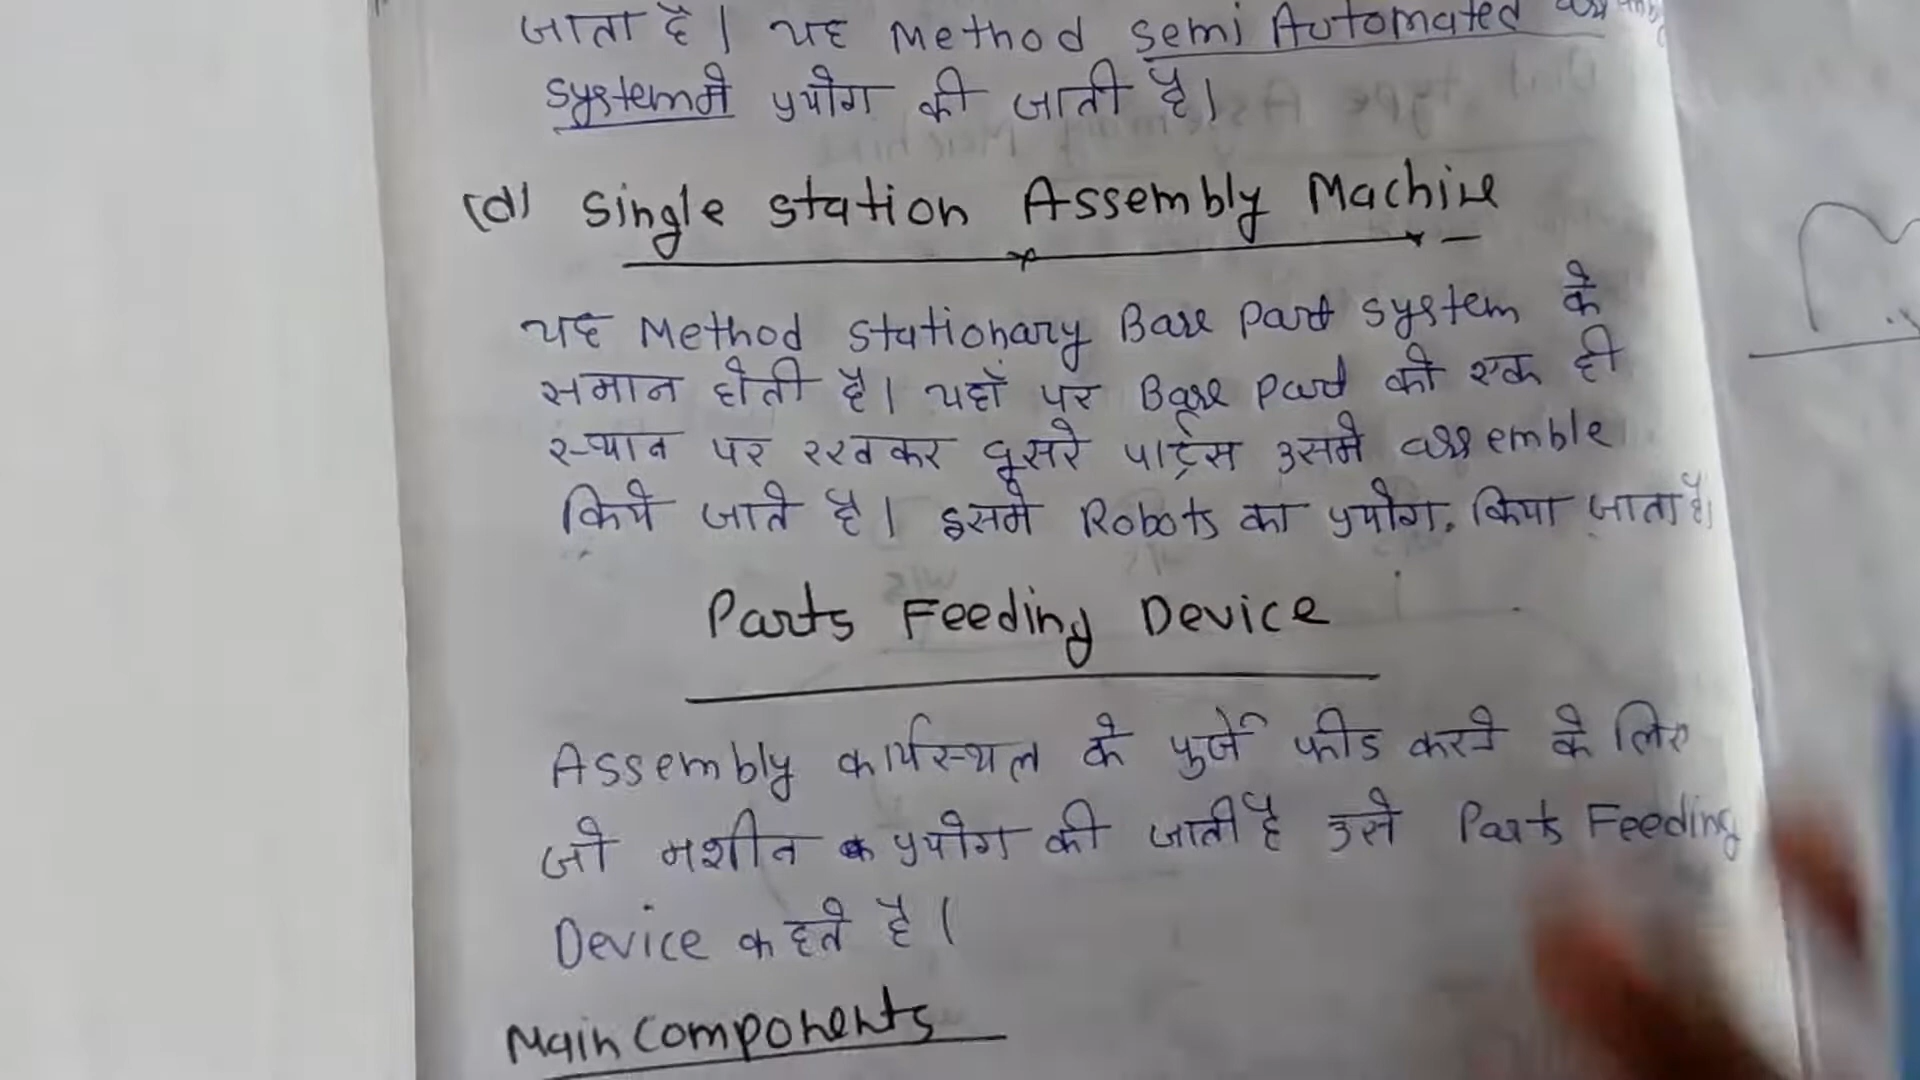 जाता है। यह Method Semi Automated
systemमे प्रयोग की जाती है।
(d) Single station Assembly Machine
यह Method stationary Base Part system के
समान होती है। यहाँ पर Base Part को एक ही
स्थान पर रखकर दूसरे पार्ट्स उसमे assemble
किये जाते है। इसमे Robots का प्रयोग किया जाता है।
Parts Feeding Device
Assembly कार्यस्थल के पुर्जे फीड करने के लिए
जो मशीन प्रयोग की जाती है उसे Parts Feeding
Device कहते है।
Main Components